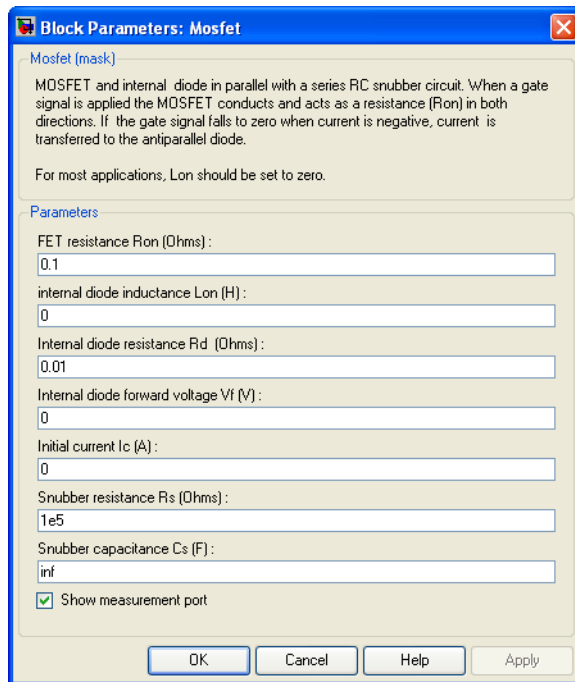 Block Parameters: Mosfet
Mosfet (mask)
MOSFET and internal diode in parallel with a series RC snubber circuit. When a gate
signal is applied the MOSFET conducts and acts as a resistance (Ron) in both
directions. If the gate signal falls to zero when current is negative, current is
transferred to the antiparallel diode.
For most applications, Lon should be set to zero.
Parameters
FET resistance Ron (Ohms) :
0.1
internal diode inductance Lon (H) :
0
Internal diode resistance Rd (Ohms) :
0.01
Internal diode forward voltage Vf (V) :
0
Initial current Ic (A) :
0
Snubber resistance Rs (Ohms) :
1e5
Snubber capacitance Cs (F) :
inf
Show measurement port
OK Cancel Help Apply